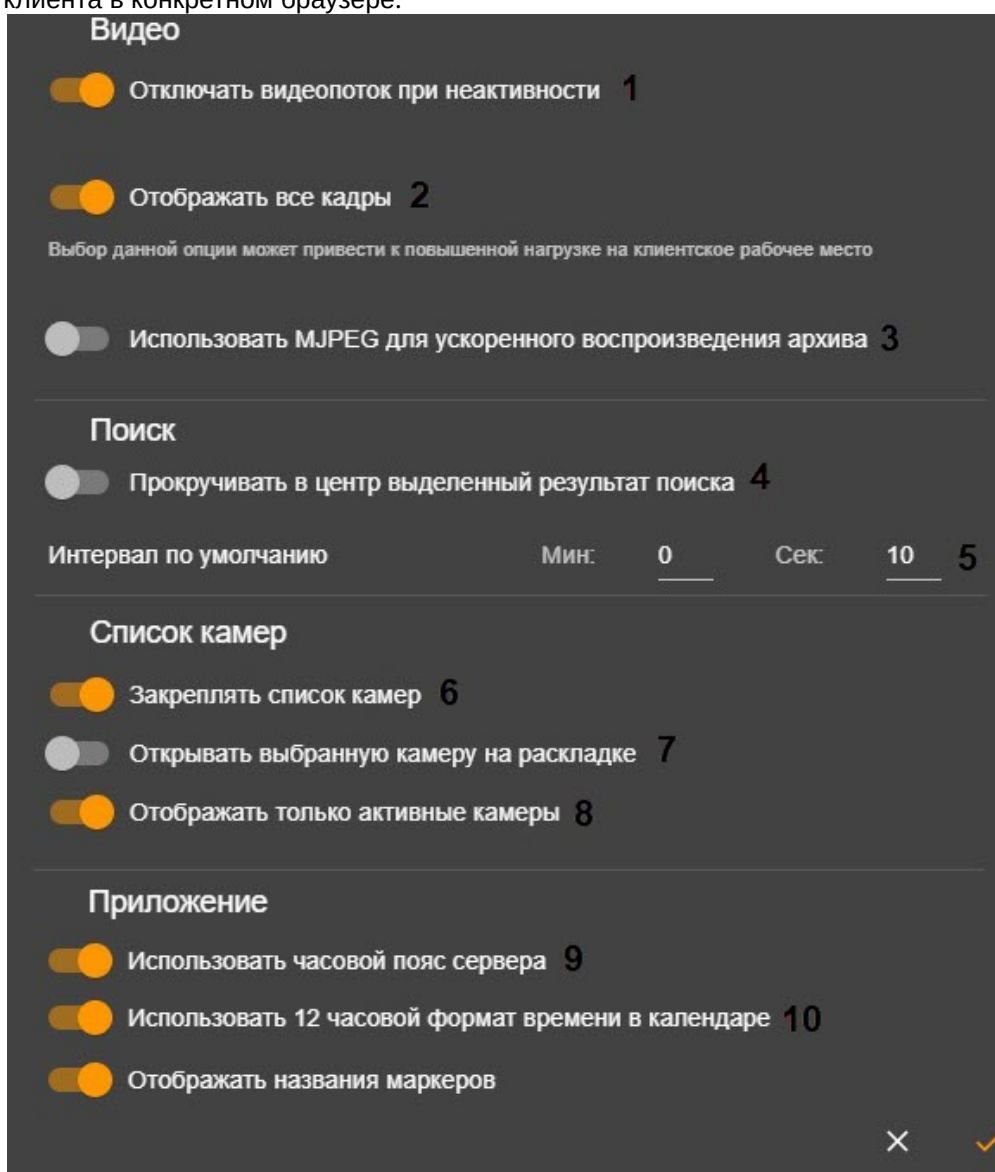 клиента в конкретном браузере.
Видео
Отключать видеопоток при неактивности 1
Отображать все кадры 2
Выбор данной опции может привести к повышенной нагрузке на клиентское рабочее место
Использовать MJPEG для ускоренного воспроизведения архива 3
Поиск
Прокручивать в центр выделенный результат поиска 4
Интервал по умолчанию Мин: 0 Сек: 10 5
Список камер
Закреплять список камер 6
Открывать выбранную камеру на раскладке 7
Отображать только активные камеры 8
Приложение
Использовать часовой пояс сервера 9
Использовать 12 часовой формат времени в календаре 10
Отображать названия маркеров